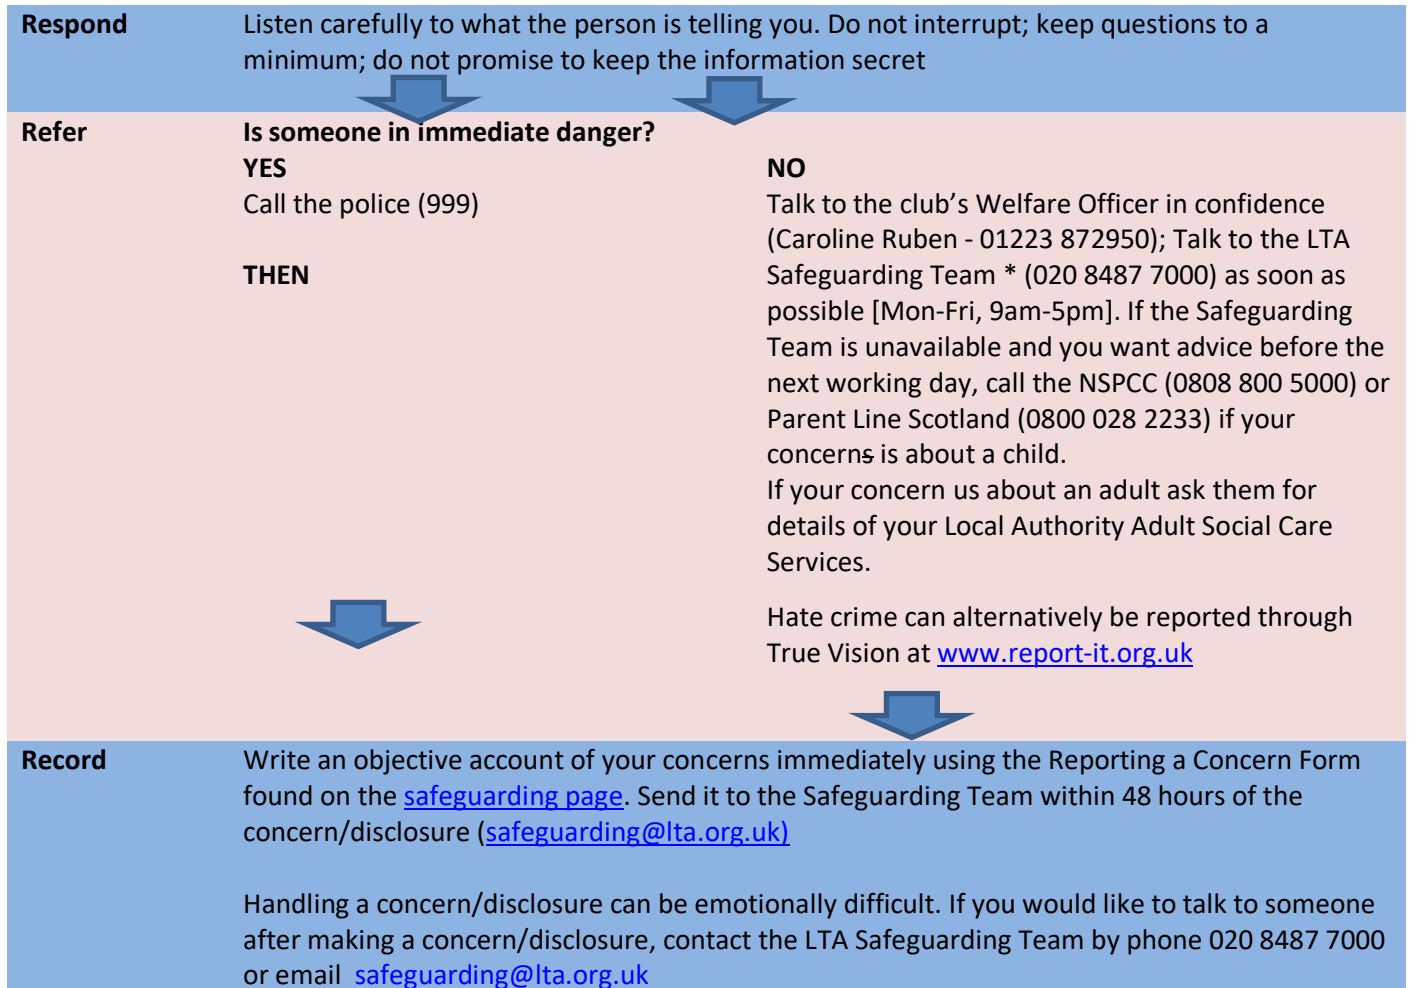 Respond
Listen carefully to what the person is telling you. Do not interrupt; keep questions to a
minimum; do not promise to keep the information secret
Refer
Is someone in immediate danger?
YES
Call the police (999)
THEN
NO
Talk to the club’s Welfare Officer in confidence
(Caroline Ruben - 01223 872950); Talk to the LTA
Safeguarding Team * (020 8487 7000) as soon as
possible [Mon-Fri, 9am-5pm]. If the Safeguarding
Team is unavailable and you want advice before the
next working day, call the NSPCC (0808 800 5000) or
Parent Line Scotland (0800 028 2233) if your
concerns is about a child.
If your concern us about an adult ask them for
details of your Local Authority Adult Social Care
Services.
Hate crime can alternatively be reported through
True Vision at www.report-it.org.uk
Record
Write an objective account of your concerns immediately using the Reporting a Concern Form
found on the safeguarding page. Send it to the Safeguarding Team within 48 hours of the
concern/disclosure (safeguarding@lta.org.uk)
Handling a concern/disclosure can be emotionally difficult. If you would like to talk to someone
after making a concern/disclosure, contact the LTA Safeguarding Team by phone 020 8487 7000
or email safeguarding@lta.org.uk